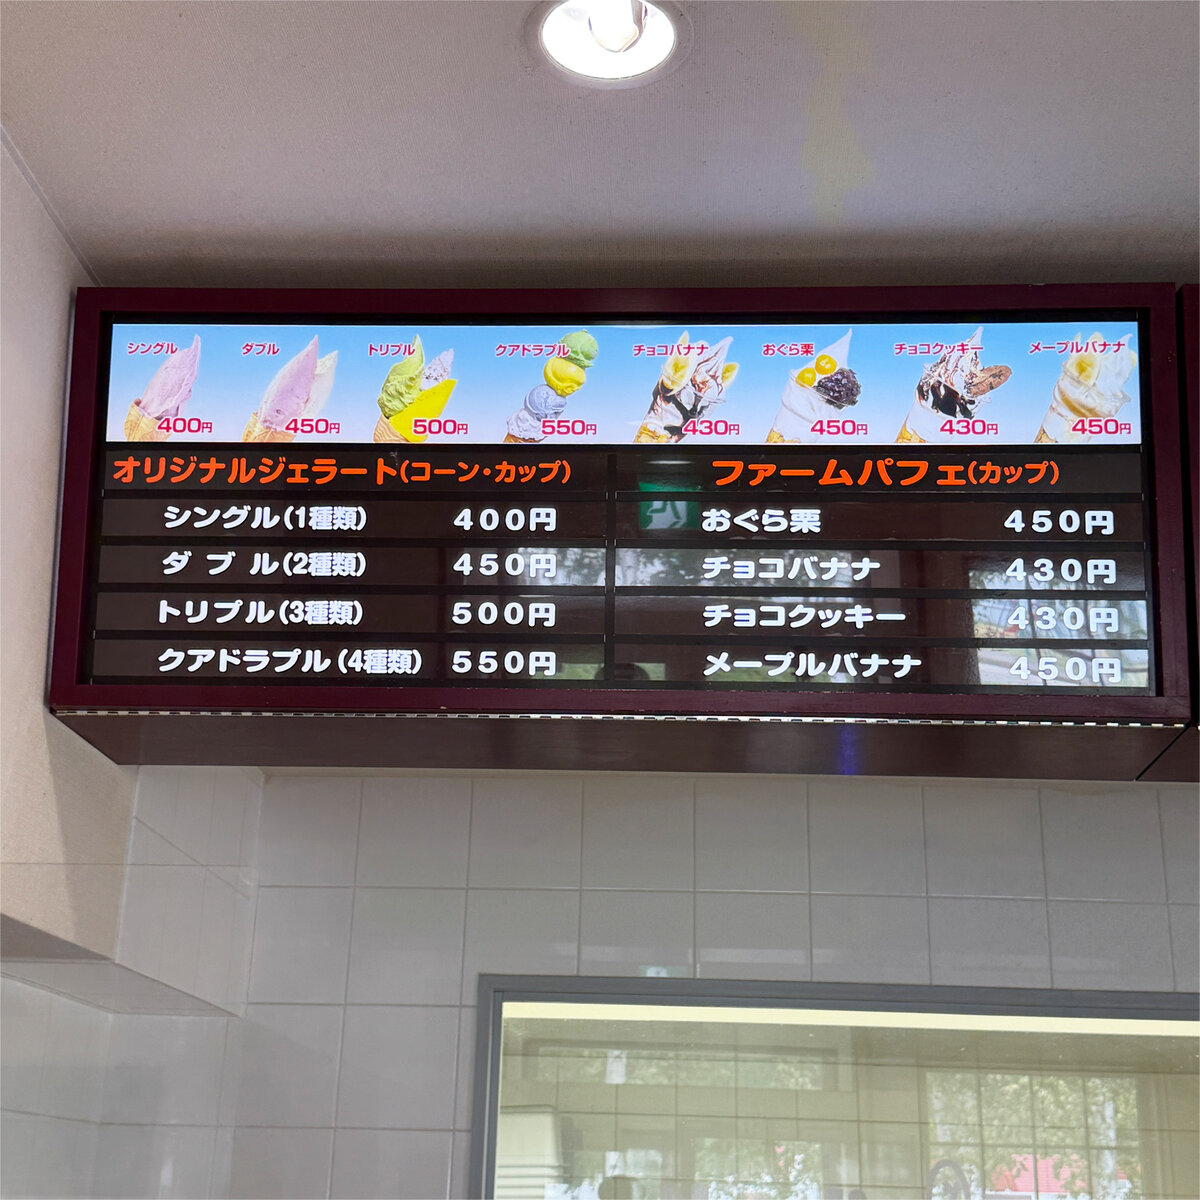 シングル ダブル トリプル クアドラプル チョコバナナ おぐら栗 チョコクッキー メープルバナナ
400円 450円 500円 550円 430円 450円 430円 450円
オリジナルジェラート(コーン・カップ)
シングル(1種類) 400円
ダブル(2種類) 450円
トリプル(3種類) 500円
クアドラプル(4種類) 550円
ファームパフェ(カップ)
おぐら栗 450円
チョコバナナ 430円
チョコクッキー 430円
メープルバナナ 450円